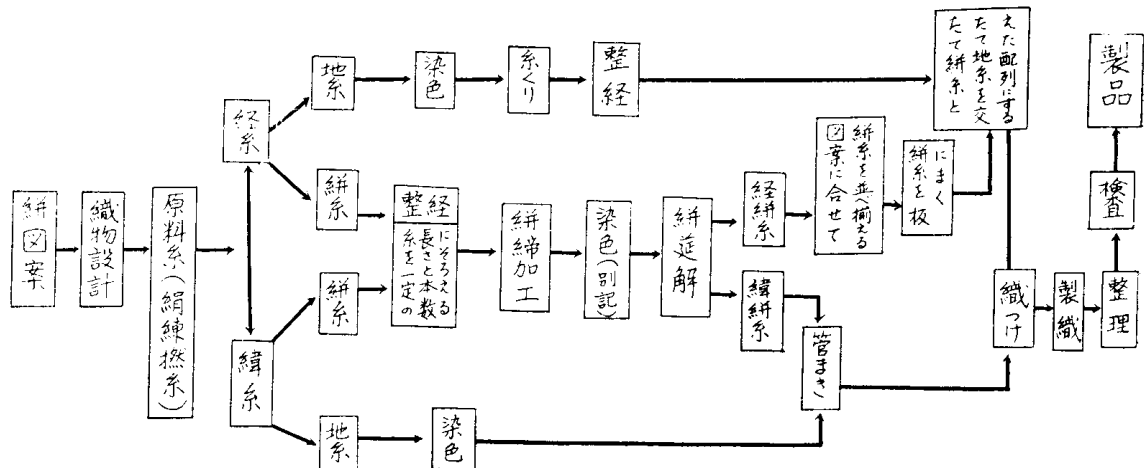 絣図案
織物設計
原料糸(絹練撚糸)
経糸
緯糸
地糸
染色
糸くり
整経
絣糸
絣糸
整経
糸を一定の
長さと本数
にそろえる
絣締加工
染色(別記)
絣延解
経絣糸
図案に合せて
絣糸を並べ揃える
絣糸を板
にまく
たて絣糸と
たて地糸を交
えた配列にする
緯絣糸
管まき
地糸
染色
織つけ
製織
整理
検査
製品